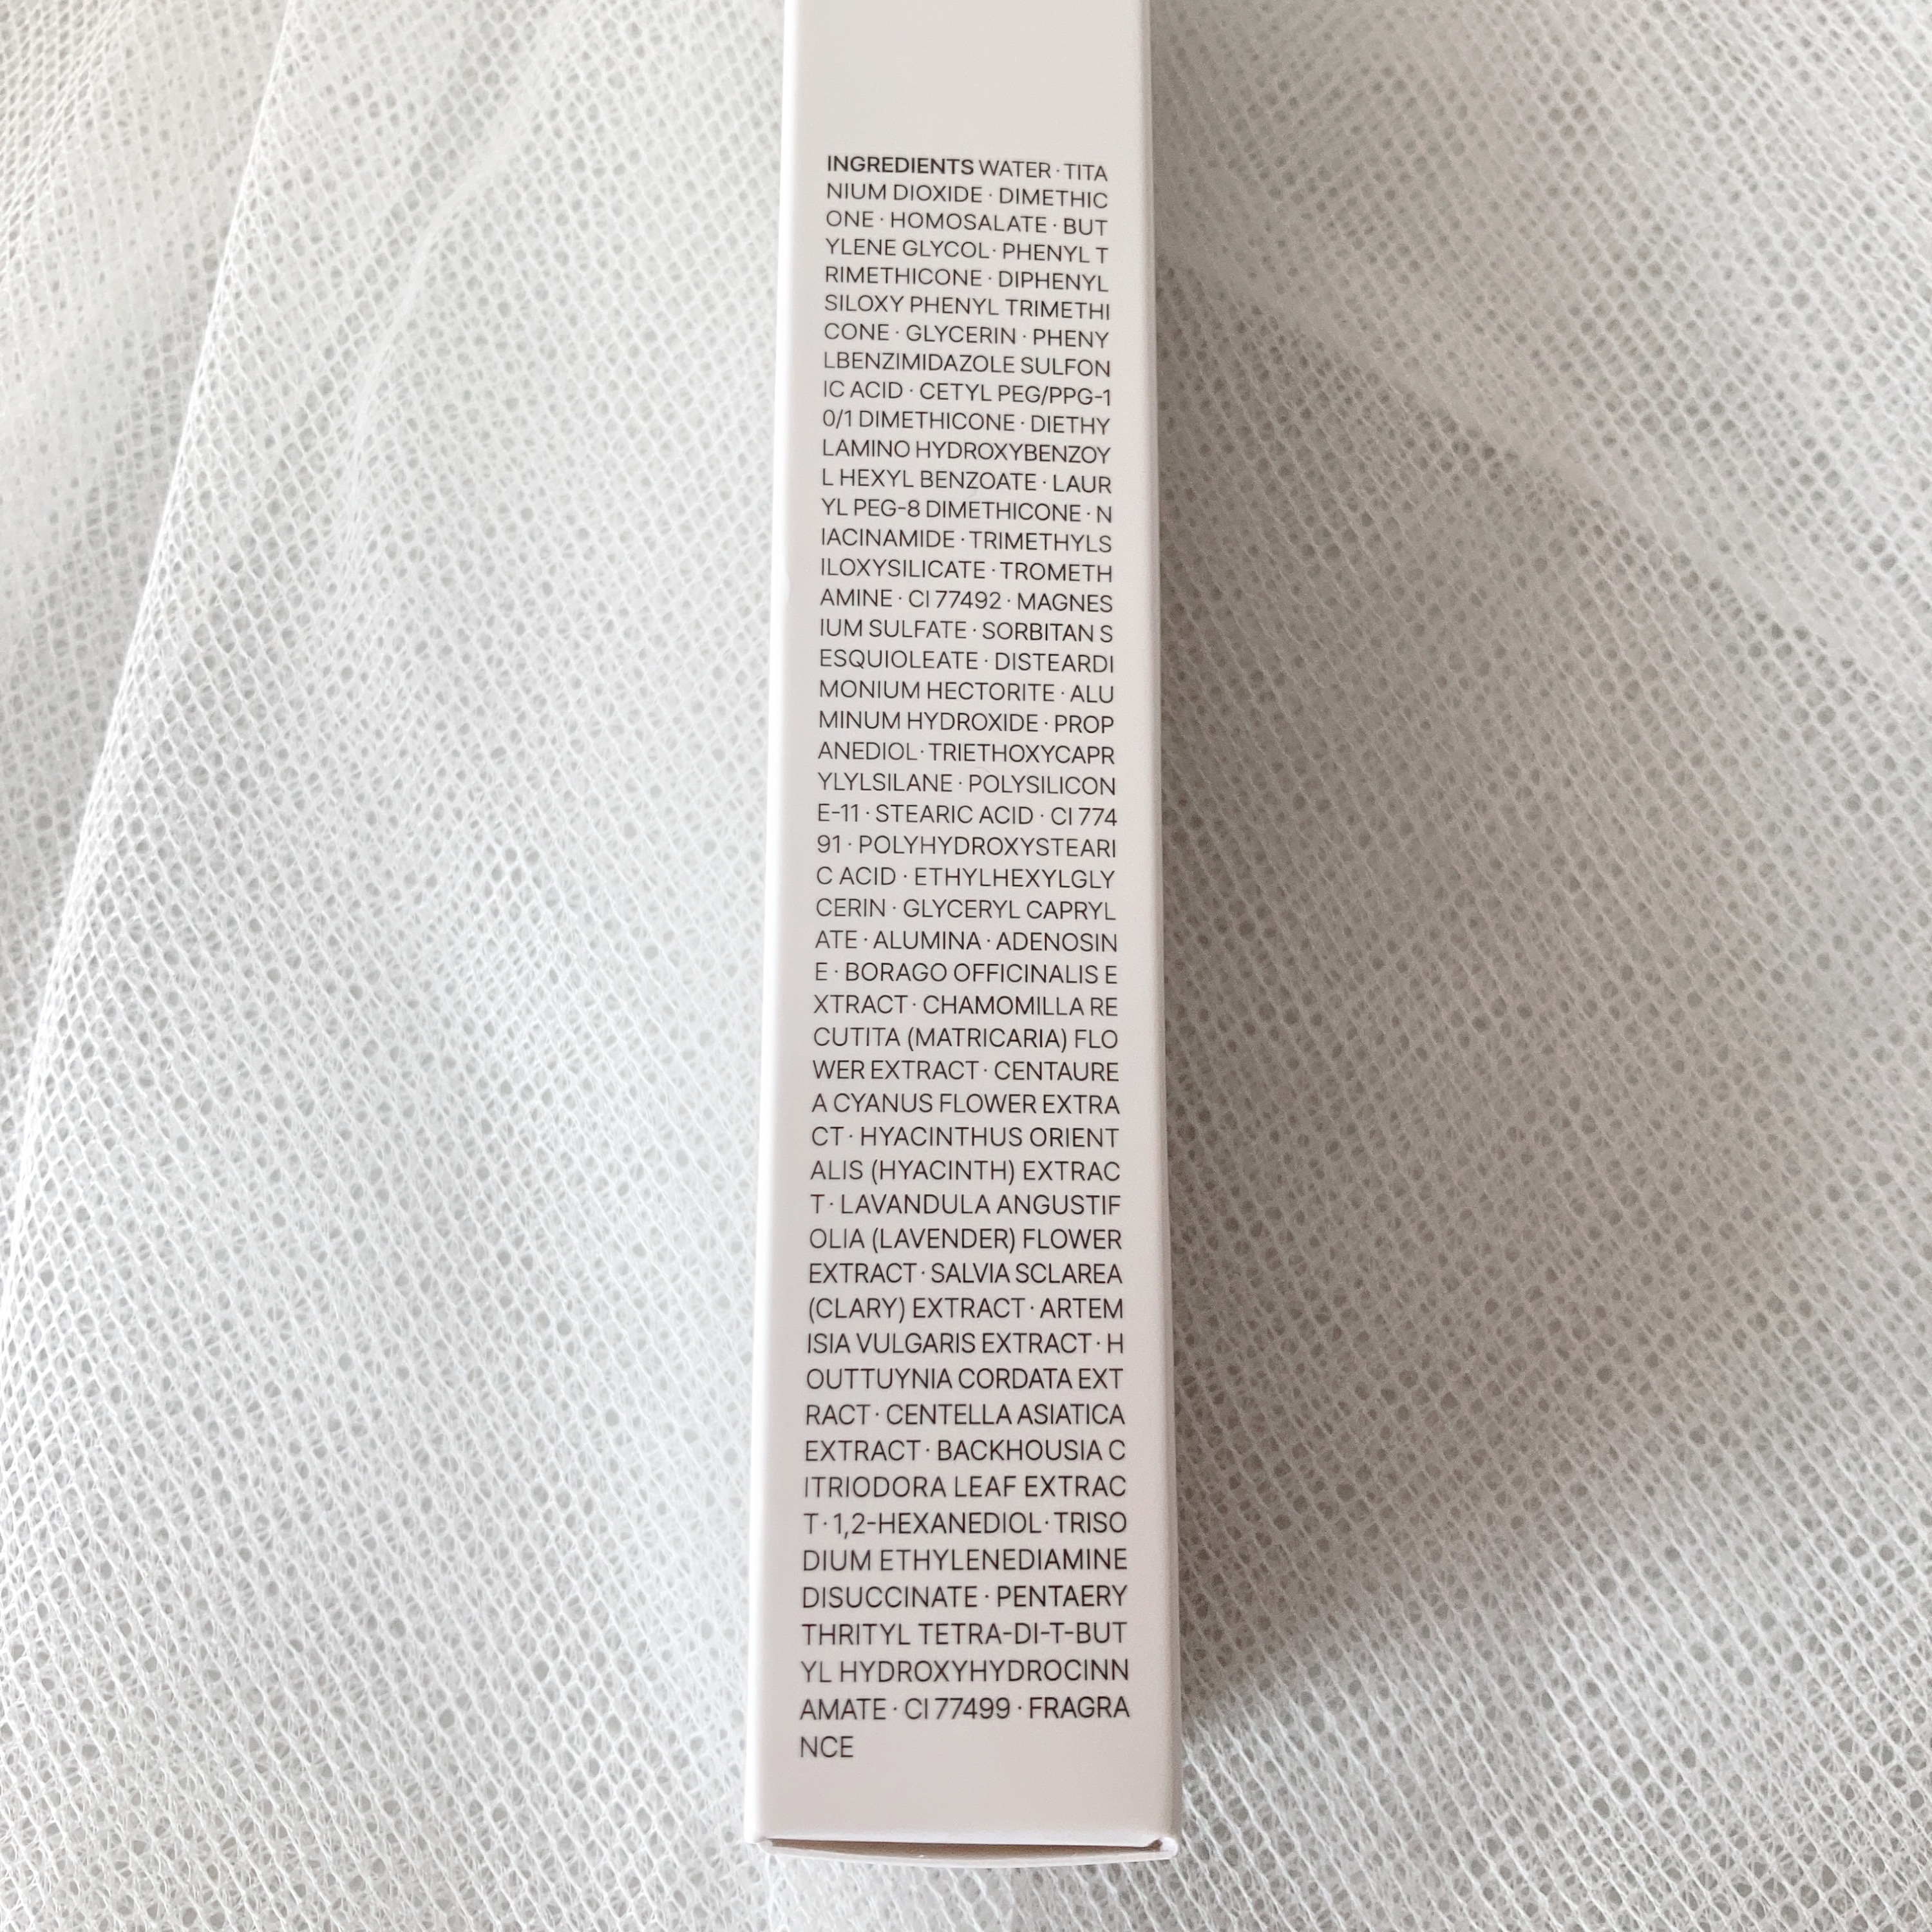 INGREDIENTS WATER · TITA
NIUM DIOXIDE · DIMETHIC
ONE · HOMOSALATE · BUT
YLENE GLYCOL · PHENYL T
RIMETHICONE · DIPHENYL
SILOXY PHENYL TRIMETHI
CONE · GLYCERIN · PHENY
LBENZIMIDAZOLE SULFON
IC ACID · CETYL PEG/PPG-1
0/1 DIMETHICONE · DIETHY
LAMINO HYDROXYBENZOY
L HEXYL BENZOATE · LAUR
YL PEG-8 DIMETHICONE · N
IACINAMIDE · TRIMETHYLS
ILOXYSILICATE · TROMETH
AMINE · CI 77492 · MAGNES
IUM SULFATE · SORBITAN S
ESQUIOLEATE · DISTEARDI
MONIUM HECTORITE · ALU
MINUM HYDROXIDE · PROP
ANEDIOL · TRIETHOXYCAPR
YLYLSILANE · POLYSILICON
E-11 · STEARIC ACID · CI 774
91 · POLYHYDROXYSTEARI
C ACID · ETHYLHEXYLGLY
CERIN · GLYCERYL CAPRYL
ATE · ALUMINA · ADENOSIN
E · BORAGO OFFICINALIS E
XTRACT · CHAMOMILLA RE
CUTITA (MATRICARIA) FLO
WER EXTRACT · CENTAURE
A CYANUS FLOWER EXTRA
CT · HYACINTHUS ORIENT
ALIS (HYACINTH) EXTRAC
T · LAVANDULA ANGUSTIF
OLIA (LAVENDER) FLOWER
EXTRACT · SALVIA SCLAREA
(CLARY) EXTRACT · ARTEM
ISIA VULGARIS EXTRACT · H
OUTTUYNIA CORDATA EXT
RACT · CENTELLA ASIATICA
EXTRACT · BACKHOUSIA C
ITRIODORA LEAF EXTRAC
T · 1,2-HEXANEDIOL · TRISO
DIUM ETHYLENEDIAMINE
DISUCCINATE · PENTAERY
THRITYL TETRA-DI-T-BUT
YL HYDROXYHYDROCINN
AMATE · CI 77499 · FRAGRA
NCE